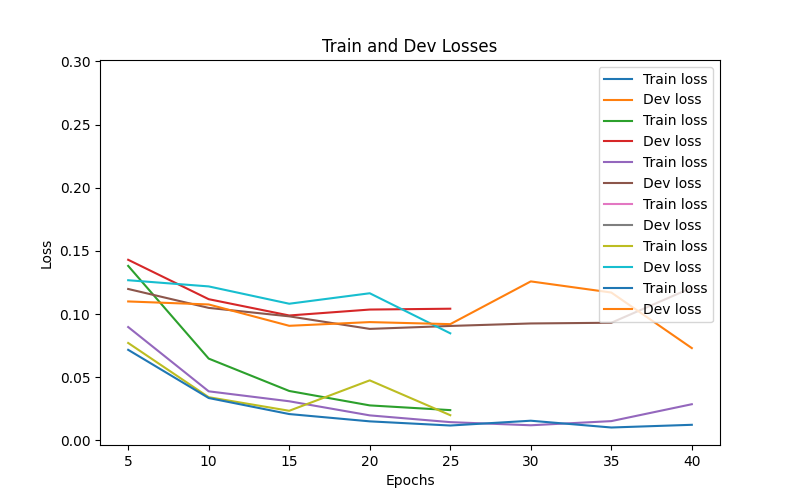 Train and Dev Losses
0.30
0.25
0.20
0.15
0.10
0.05
0.00
Loss
Train loss
Dev loss
Train loss
Dev loss
Train loss
Dev loss
Train loss
Dev loss
Train loss
Dev loss
Train loss
Dev loss
5 10 15 20 25 30 35 40
Epochs